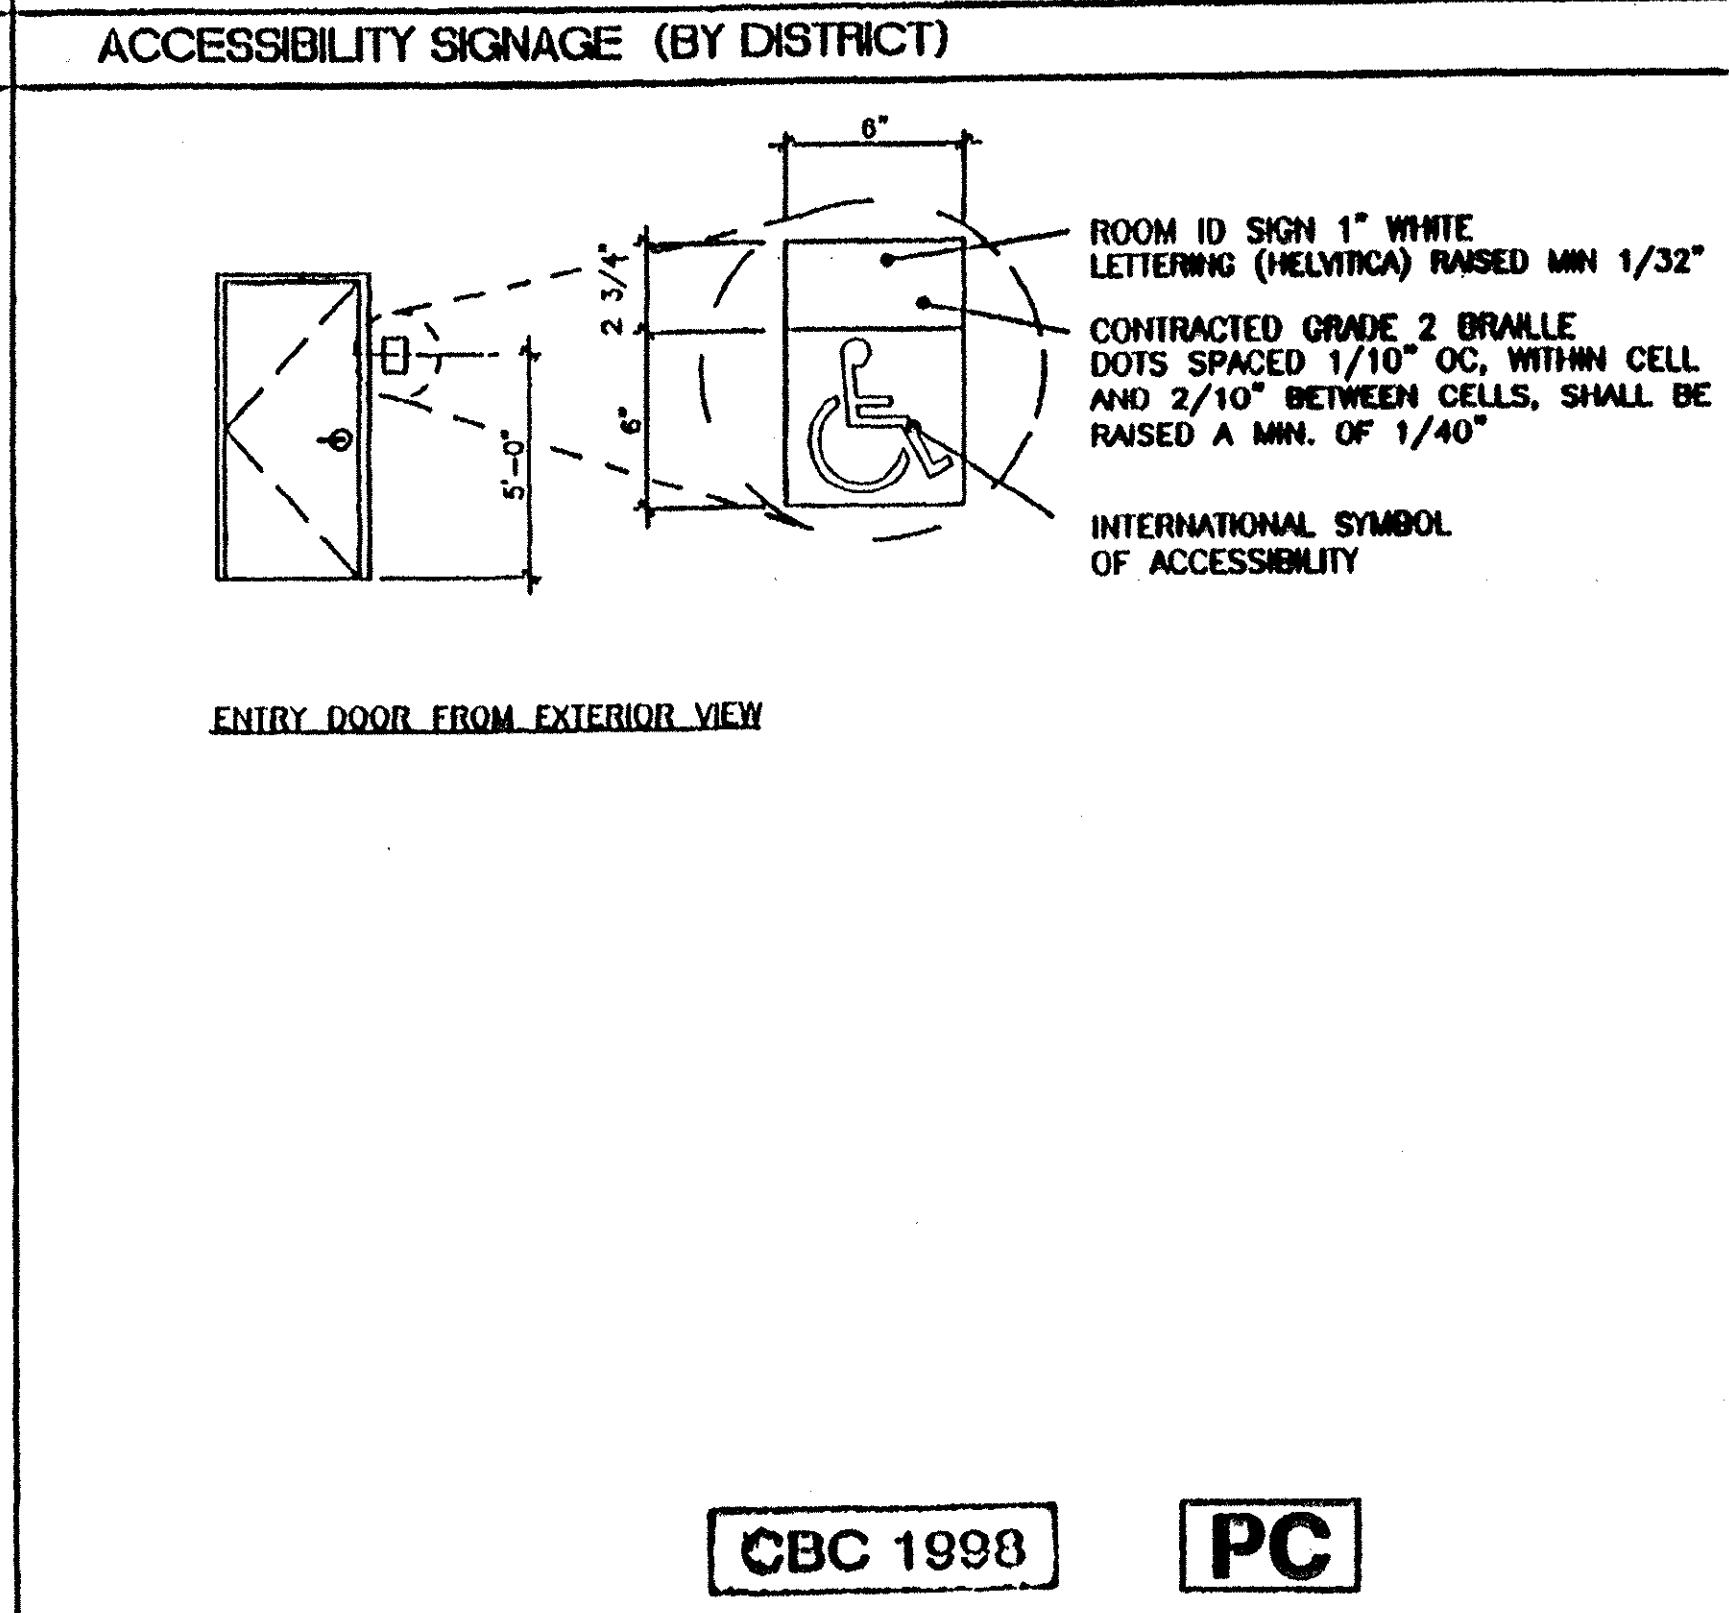 ACCESSIBILITY SIGNAGE (BY DISTRICT)
6"
2 3/4"
6"
5'-0"
ROOM ID SIGN 1" WHITE
LETTERING (HELVITICA) RAISED MIN 1/32"
CONTRACTED GRADE 2 BRAILLE
DOTS SPACED 1/10" OC, WITHIN CELL
AND 2/10" BETWEEN CELLS, SHALL BE
RAISED A MIN. OF 1/40"
INTERNATIONAL SYMBOL
OF ACCESSIBILITY
ENTRY DOOR FROM EXTERIOR VIEW
CBC 1998
PC